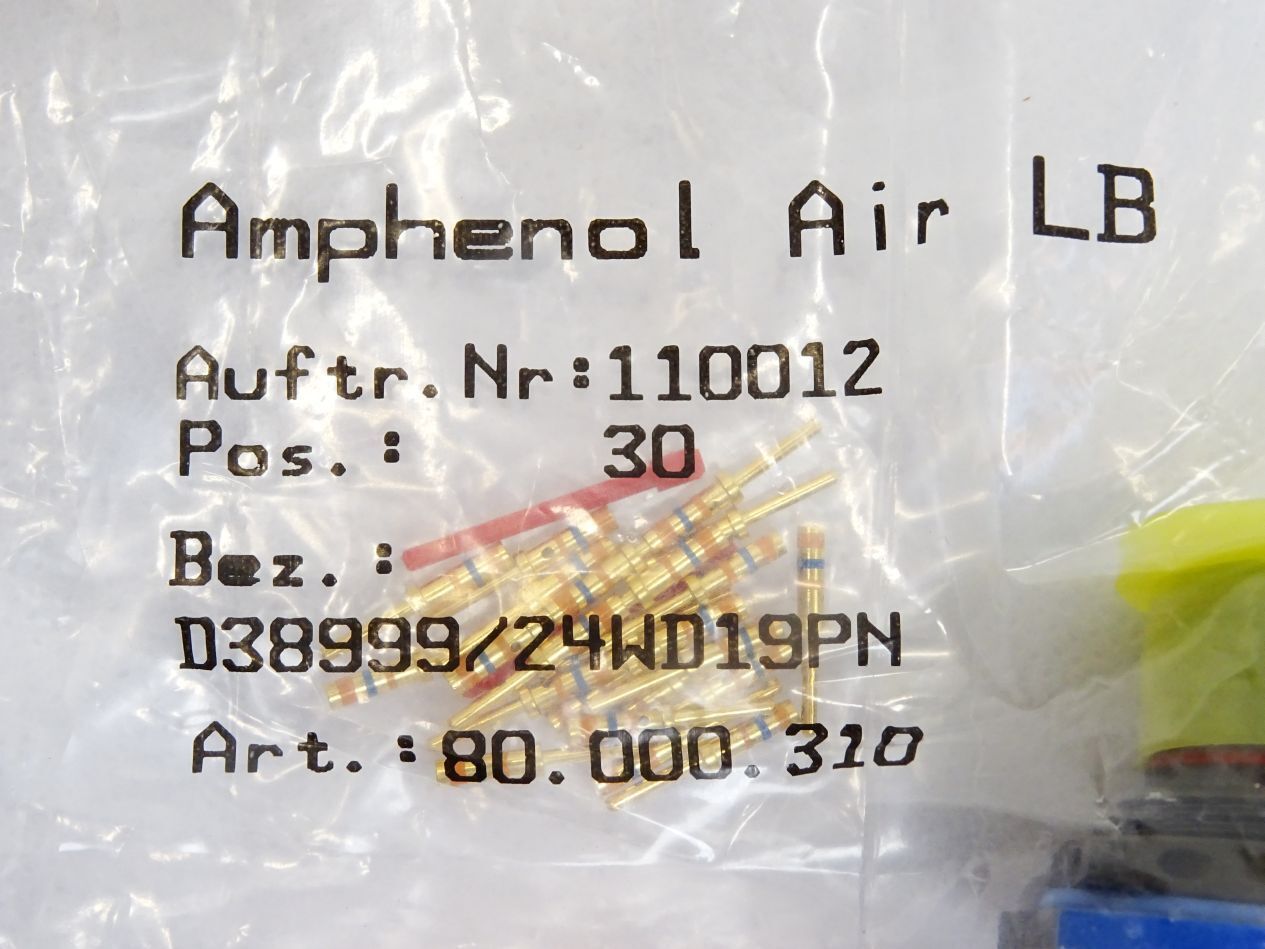 Amphenol Air LB
Auftr.Nr:110012
Pos.: 30
Bez.:
D38999/24WD19PN
Art.:80.000.310